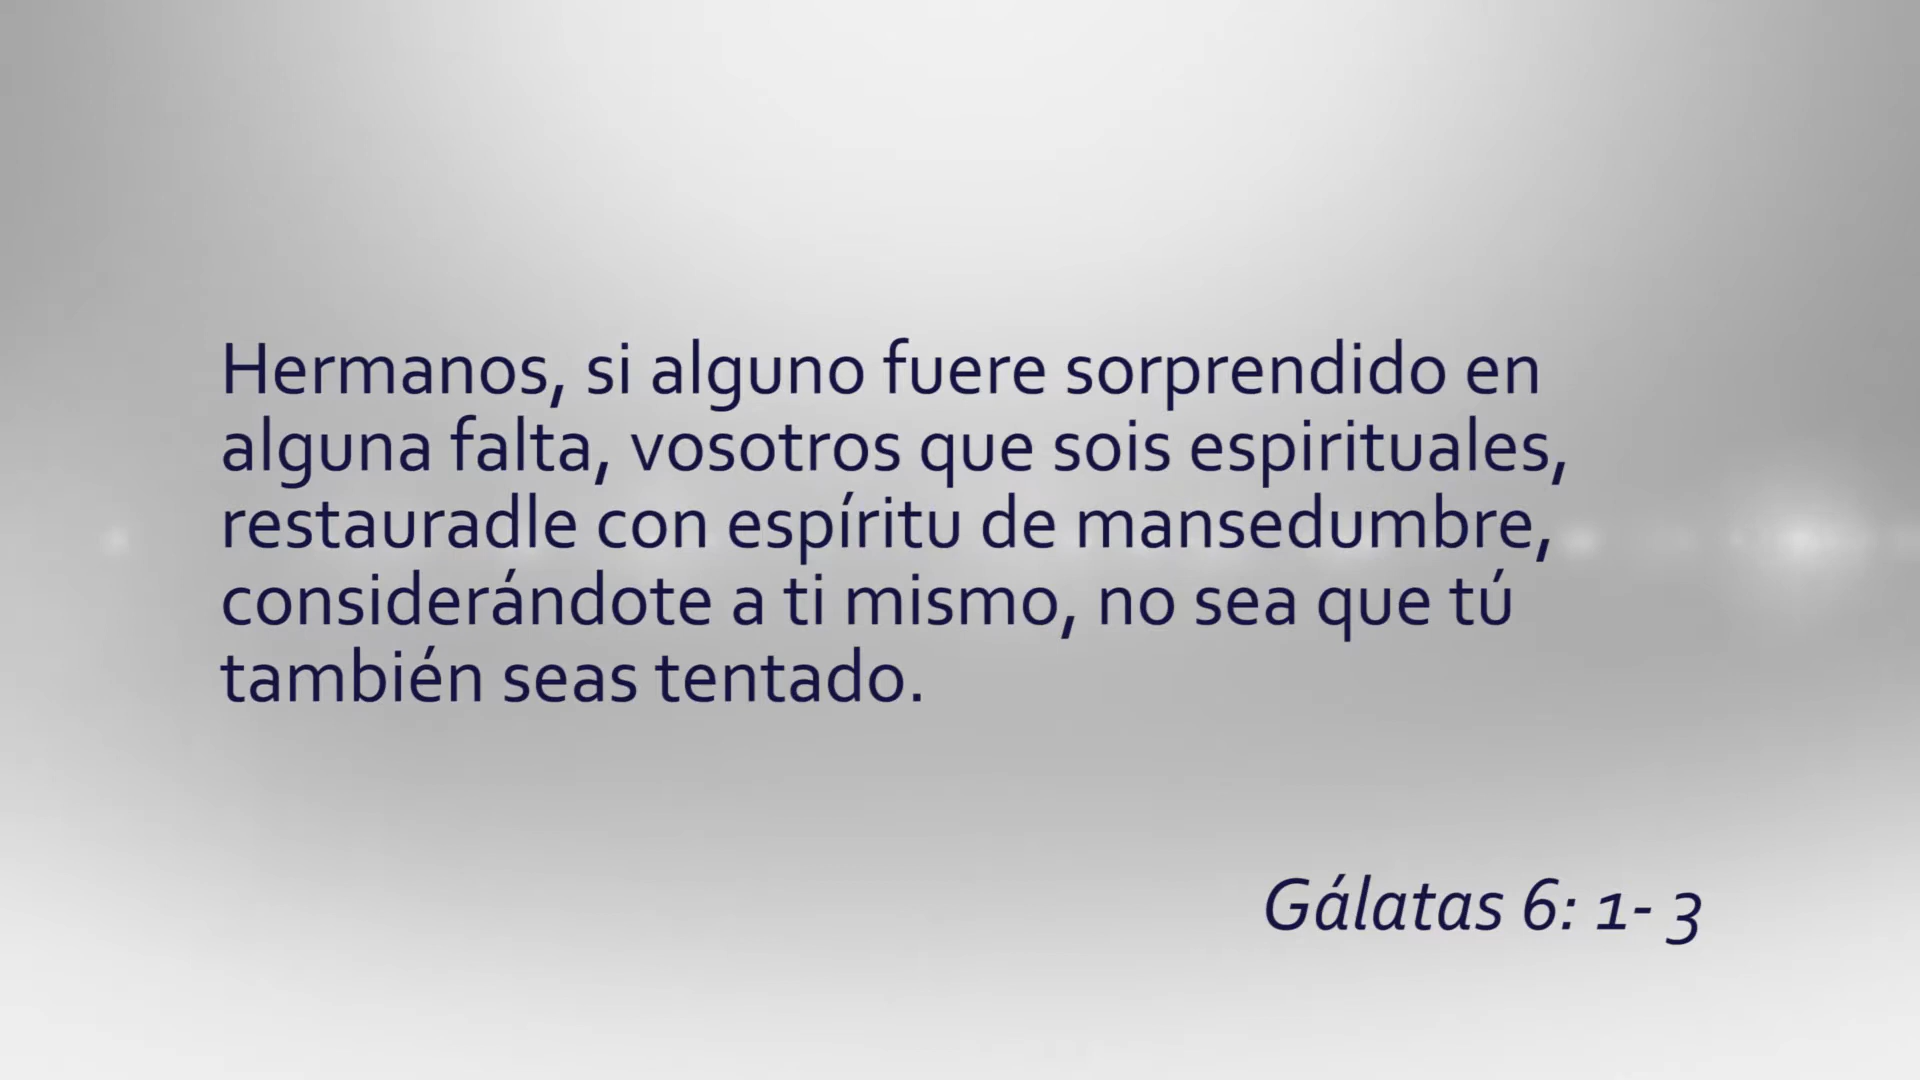 Hermanos, si alguno fuere sorprendido en
alguna falta, vosotros que sois espirituales,
restauradle con espíritu de mansedumbre,
considerándote a ti mismo, no sea que tú
también seas tentado.
Gálatas 6: 1- 3